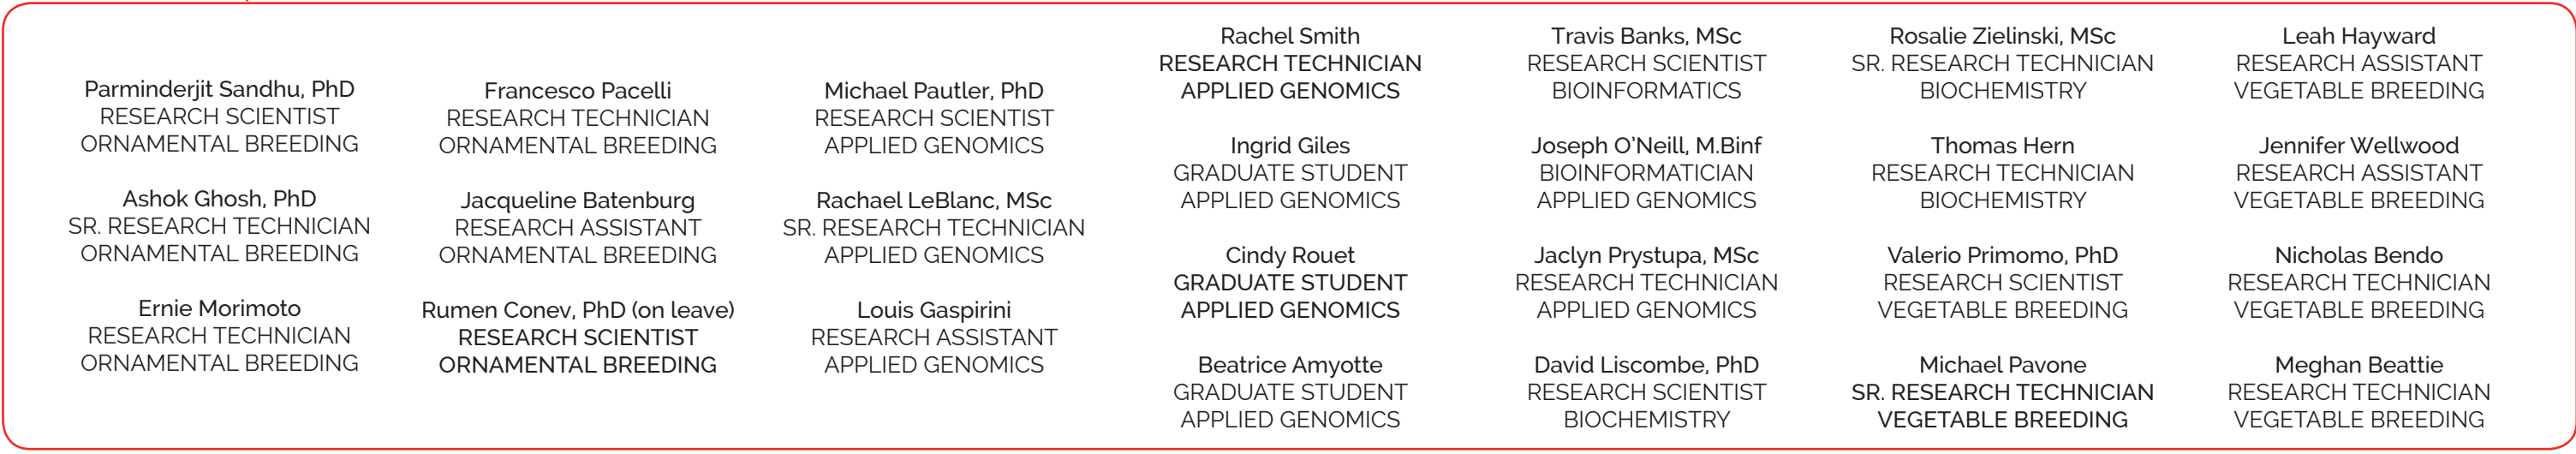 Parminderjit Sandhu, PhD
RESEARCH SCIENTIST
ORNAMENTAL BREEDING
Ashok Ghosh, PhD
SR. RESEARCH TECHNICIAN
ORNAMENTAL BREEDING
Ernie Morimoto
RESEARCH TECHNICIAN
ORNAMENTAL BREEDING
Francesco Pacelli
RESEARCH TECHNICIAN
ORNAMENTAL BREEDING
Jacqueline Batenburg
RESEARCH ASSISTANT
ORNAMENTAL BREEDING
Rumen Conev, PhD (on leave)
RESEARCH SCIENTIST
ORNAMENTAL BREEDING
Michael Pautler, PhD
RESEARCH SCIENTIST
APPLIED GENOMICS
Rachael LeBlanc, MSc
SR. RESEARCH TECHNICIAN
APPLIED GENOMICS
Louis Gaspirini
RESEARCH ASSISTANT
APPLIED GENOMICS
Rachel Smith
RESEARCH TECHNICIAN
APPLIED GENOMICS
Ingrid Giles
GRADUATE STUDENT
APPLIED GENOMICS
Cindy Rouet
GRADUATE STUDENT
APPLIED GENOMICS
Beatrice Amyotte
GRADUATE STUDENT
APPLIED GENOMICS
Travis Banks, MSc
RESEARCH SCIENTIST
BIOINFORMATICS
Joseph O'Neill, M.Binf
BIOINFORMATICIAN
APPLIED GENOMICS
Jaclyn Prystupa, MSc
RESEARCH TECHNICIAN
APPLIED GENOMICS
David Liscombe, PhD
RESEARCH SCIENTIST
BIOCHEMISTRY
Rosalie Zielinski, MSc
SR. RESEARCH TECHNICIAN
BIOCHEMISTRY
Thomas Hern
RESEARCH TECHNICIAN
BIOCHEMISTRY
Valerio Primomo, PhD
RESEARCH SCIENTIST
VEGETABLE BREEDING
Michael Pavone
SR. RESEARCH TECHNICIAN
VEGETABLE BREEDING
Leah Hayward
RESEARCH ASSISTANT
VEGETABLE BREEDING
Jennifer Wellwood
RESEARCH ASSISTANT
VEGETABLE BREEDING
Nicholas Bendo
RESEARCH TECHNICIAN
VEGETABLE BREEDING
Meghan Beattie
RESEARCH TECHNICIAN
VEGETABLE BREEDING